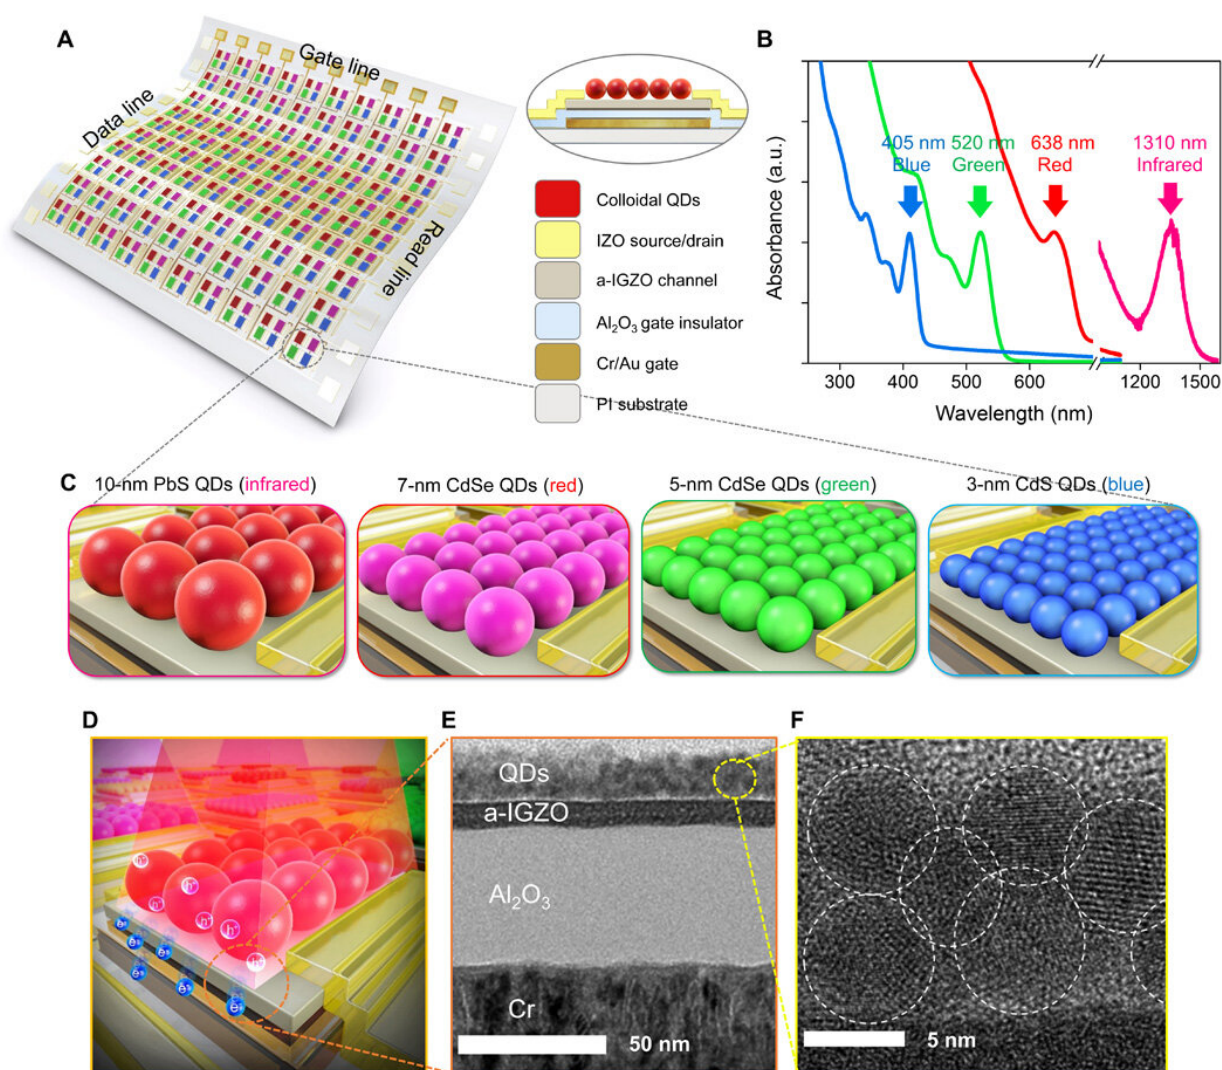 A
Gate line
Data line
Read line
Colloidal QDs
IZO source/drain
a-IGZO channel
Al₂O₃ gate insulator
Cr/Au gate
PI substrate
B
Absorbance (a.u.)
405 nm
Blue
520 nm
Green
638 nm
Red
1310 nm
Infrared
300 400 500 600 1200 1500
Wavelength (nm)
C
10-nm PbS QDs (infrared)
7-nm CdSe QDs (red)
5-nm CdSe QDs (green)
3-nm CdS QDs (blue)
D
h⁺
h⁺
h⁺
h⁺
h⁺
h⁺
e⁻
e⁻
e⁻
e⁻
e⁻
e⁻
E
QDs
a-IGZO
Al₂O₃
Cr
50 nm
F
5 nm